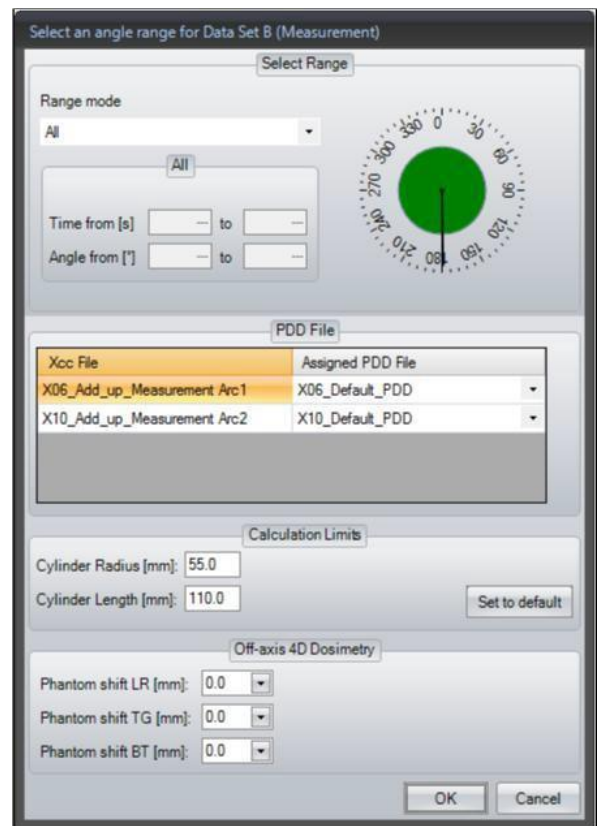 Select an angle range for Data Set B (Measurement)
Select Range
Range mode
All
All
Time from [s] --- to ---
Angle from [°] --- to ---
0
30
60
90
120
150
180
210
240
270
300
330
PDD File
Xcc File Assigned PDD File
X06_Add_up_Measurement Arc1 X06_Default_PDD
X10_Add_up_Measurement Arc2 X10_Default_PDD
Calculation Limits
Cylinder Radius [mm]: 55.0
Cylinder Length [mm]: 110.0
Set to default
Off-axis 4D Dosimetry
Phantom shift LR [mm]: 0.0
Phantom shift TG [mm]: 0.0
Phantom shift BT [mm]: 0.0
OK Cancel